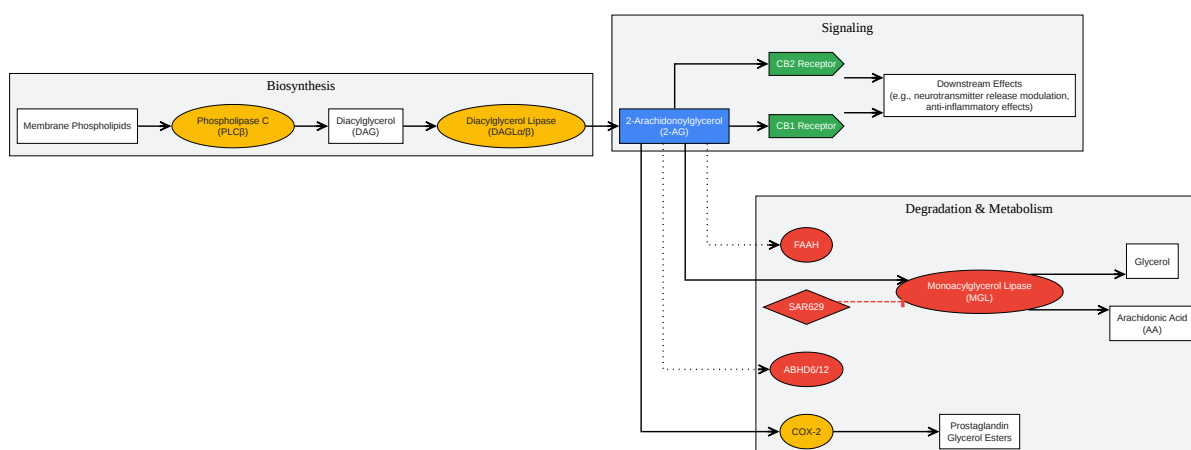 Signaling
CB2 Receptor
Downstream Effects
(e.g., neurotransmitter release modulation,
anti-inflammatory effects)
CB1 Receptor
Biosynthesis
Membrane Phospholipids
Phospholipase C
(PLCβ)
Diacylglycerol
(DAG)
Diacylglycerol Lipase
(DAGLα/β)
2-Arachidonoylglycerol
(2-AG)
Degradation & Metabolism
FAAH
Glycerol
Monoacylglycerol Lipase
(MGL)
SAR629
Arachidonic Acid
(AA)
ABHD6/12
COX-2
Prostaglandin
Glycerol Esters